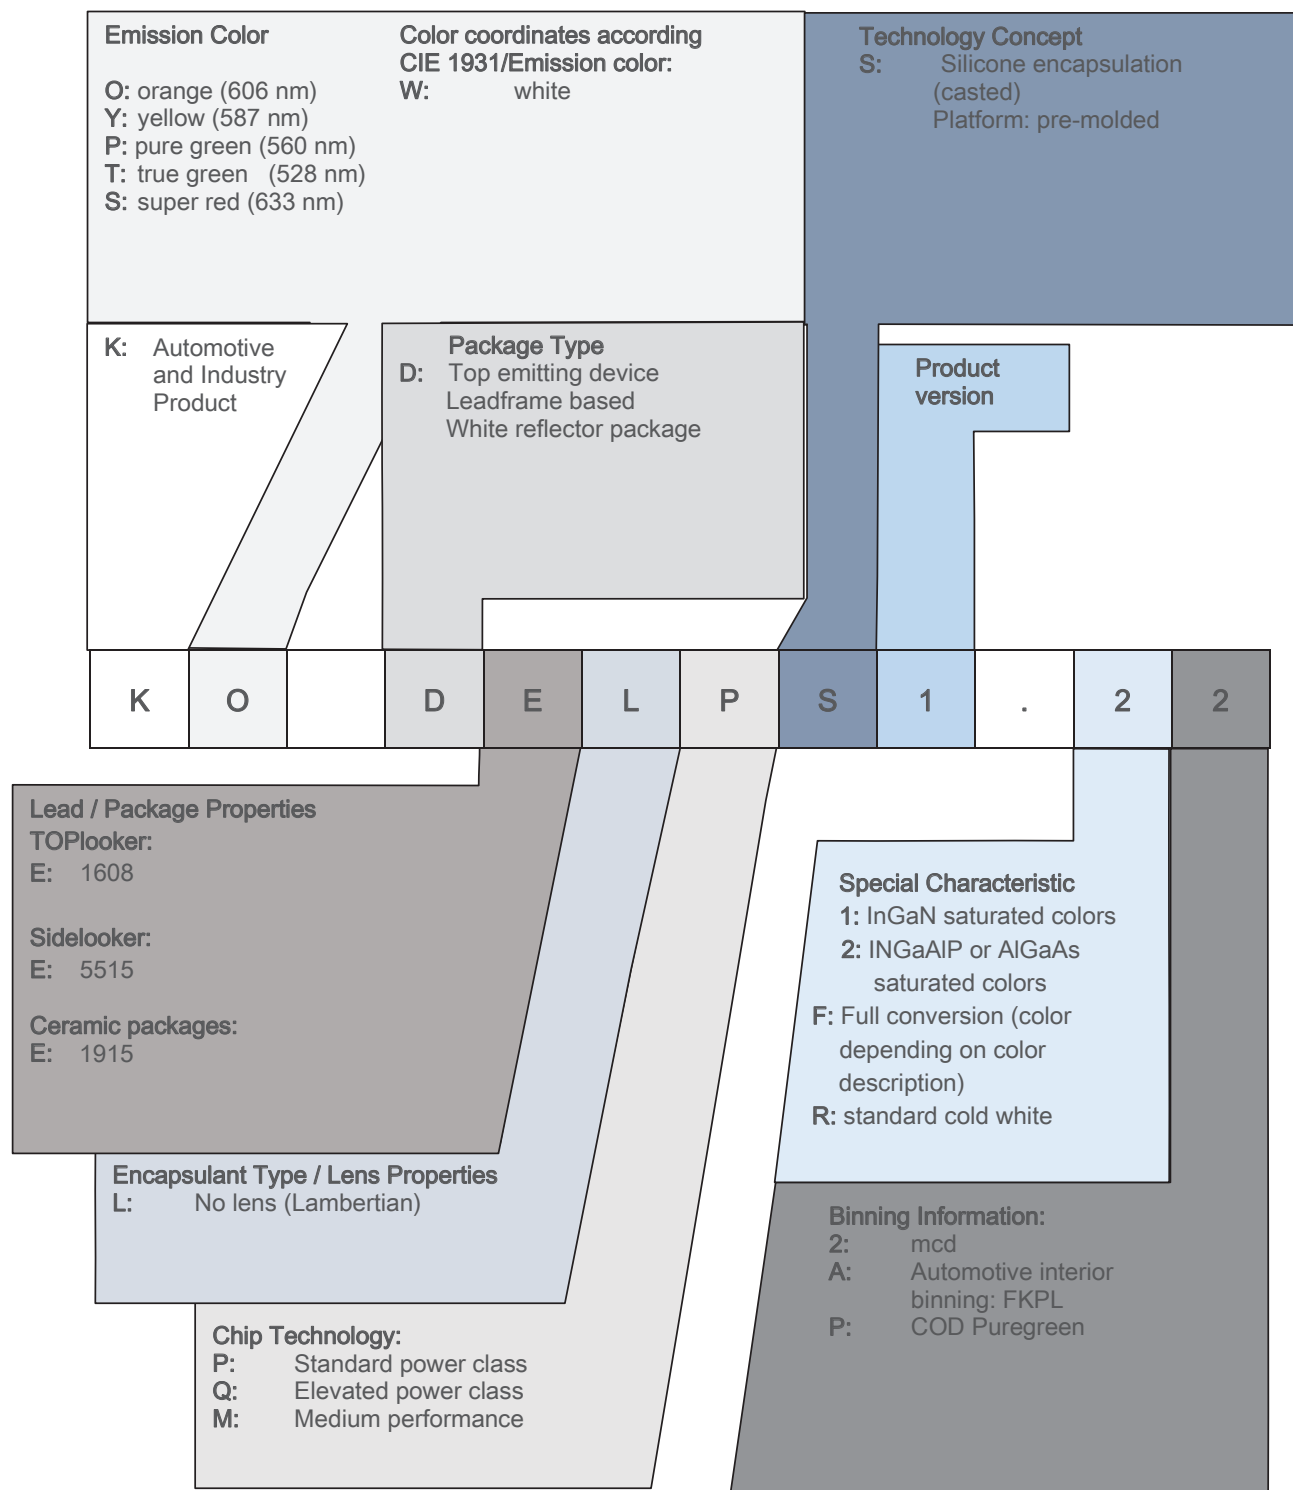 Emission Color
O: orange (606 nm)
Y: yellow (587 nm)
P: pure green (560 nm)
T: true green (528 nm)
S: super red (633 nm)
Color coordinates according
CIE 1931/Emission color:
W: white
Technology Concept
S: Silicone encapsulation
(casted)
Platform: pre-molded
K: Automotive
and Industry
Product
Package Type
D: Top emitting device
Leadframe based
White reflector package
Product
version
K O D E L P S 1 . 2 2
Lead / Package Properties
TOPlooker:
E: 1608
Sidelooker:
E: 5515
Ceramic packages:
E: 1915
Encapsulant Type / Lens Properties
L: No lens (Lambertian)
Chip Technology:
P: Standard power class
Q: Elevated power class
M: Medium performance
Special Characteristic
1: InGaN saturated colors
2: INGaAlP or AlGaAs
saturated colors
F: Full conversion (color
depending on color
description)
R: standard cold white
Binning Information:
2: mcd
A: Automotive interior
binning: FKPL
P: COD Puregreen